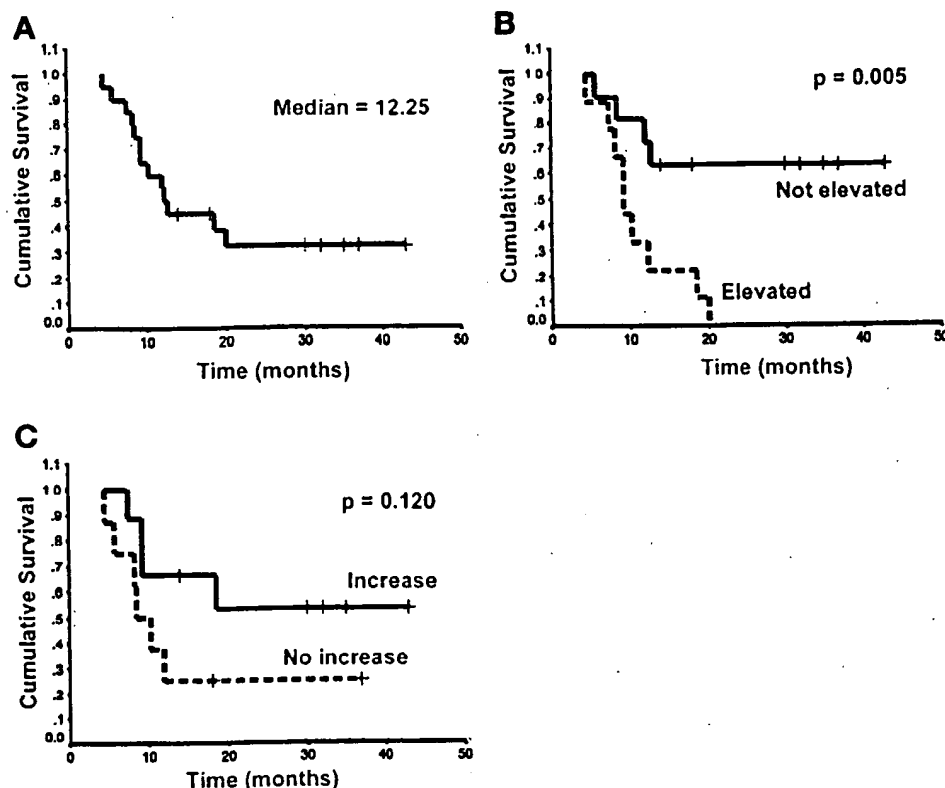 A
1.1
1.0
.9
.8
.7
.6
.5
.4
.3
.2
.1
0.0
Cumulative Survival
Median = 12.25
0 10 20 30 40 50
Time (months)
B
1.1
1.0
.9
.8
.7
.6
.5
.4
.3
.2
.1
0.0
Cumulative Survival
p = 0.005
Not elevated
Elevated
0 10 20 30 40 50
Time (months)
C
1.1
1.0
.9
.8
.7
.6
.5
.4
.3
.2
.1
0.0
Cumulative Survival
p = 0.120
Increase
No increase
0 10 20 30 40 50
Time (months)